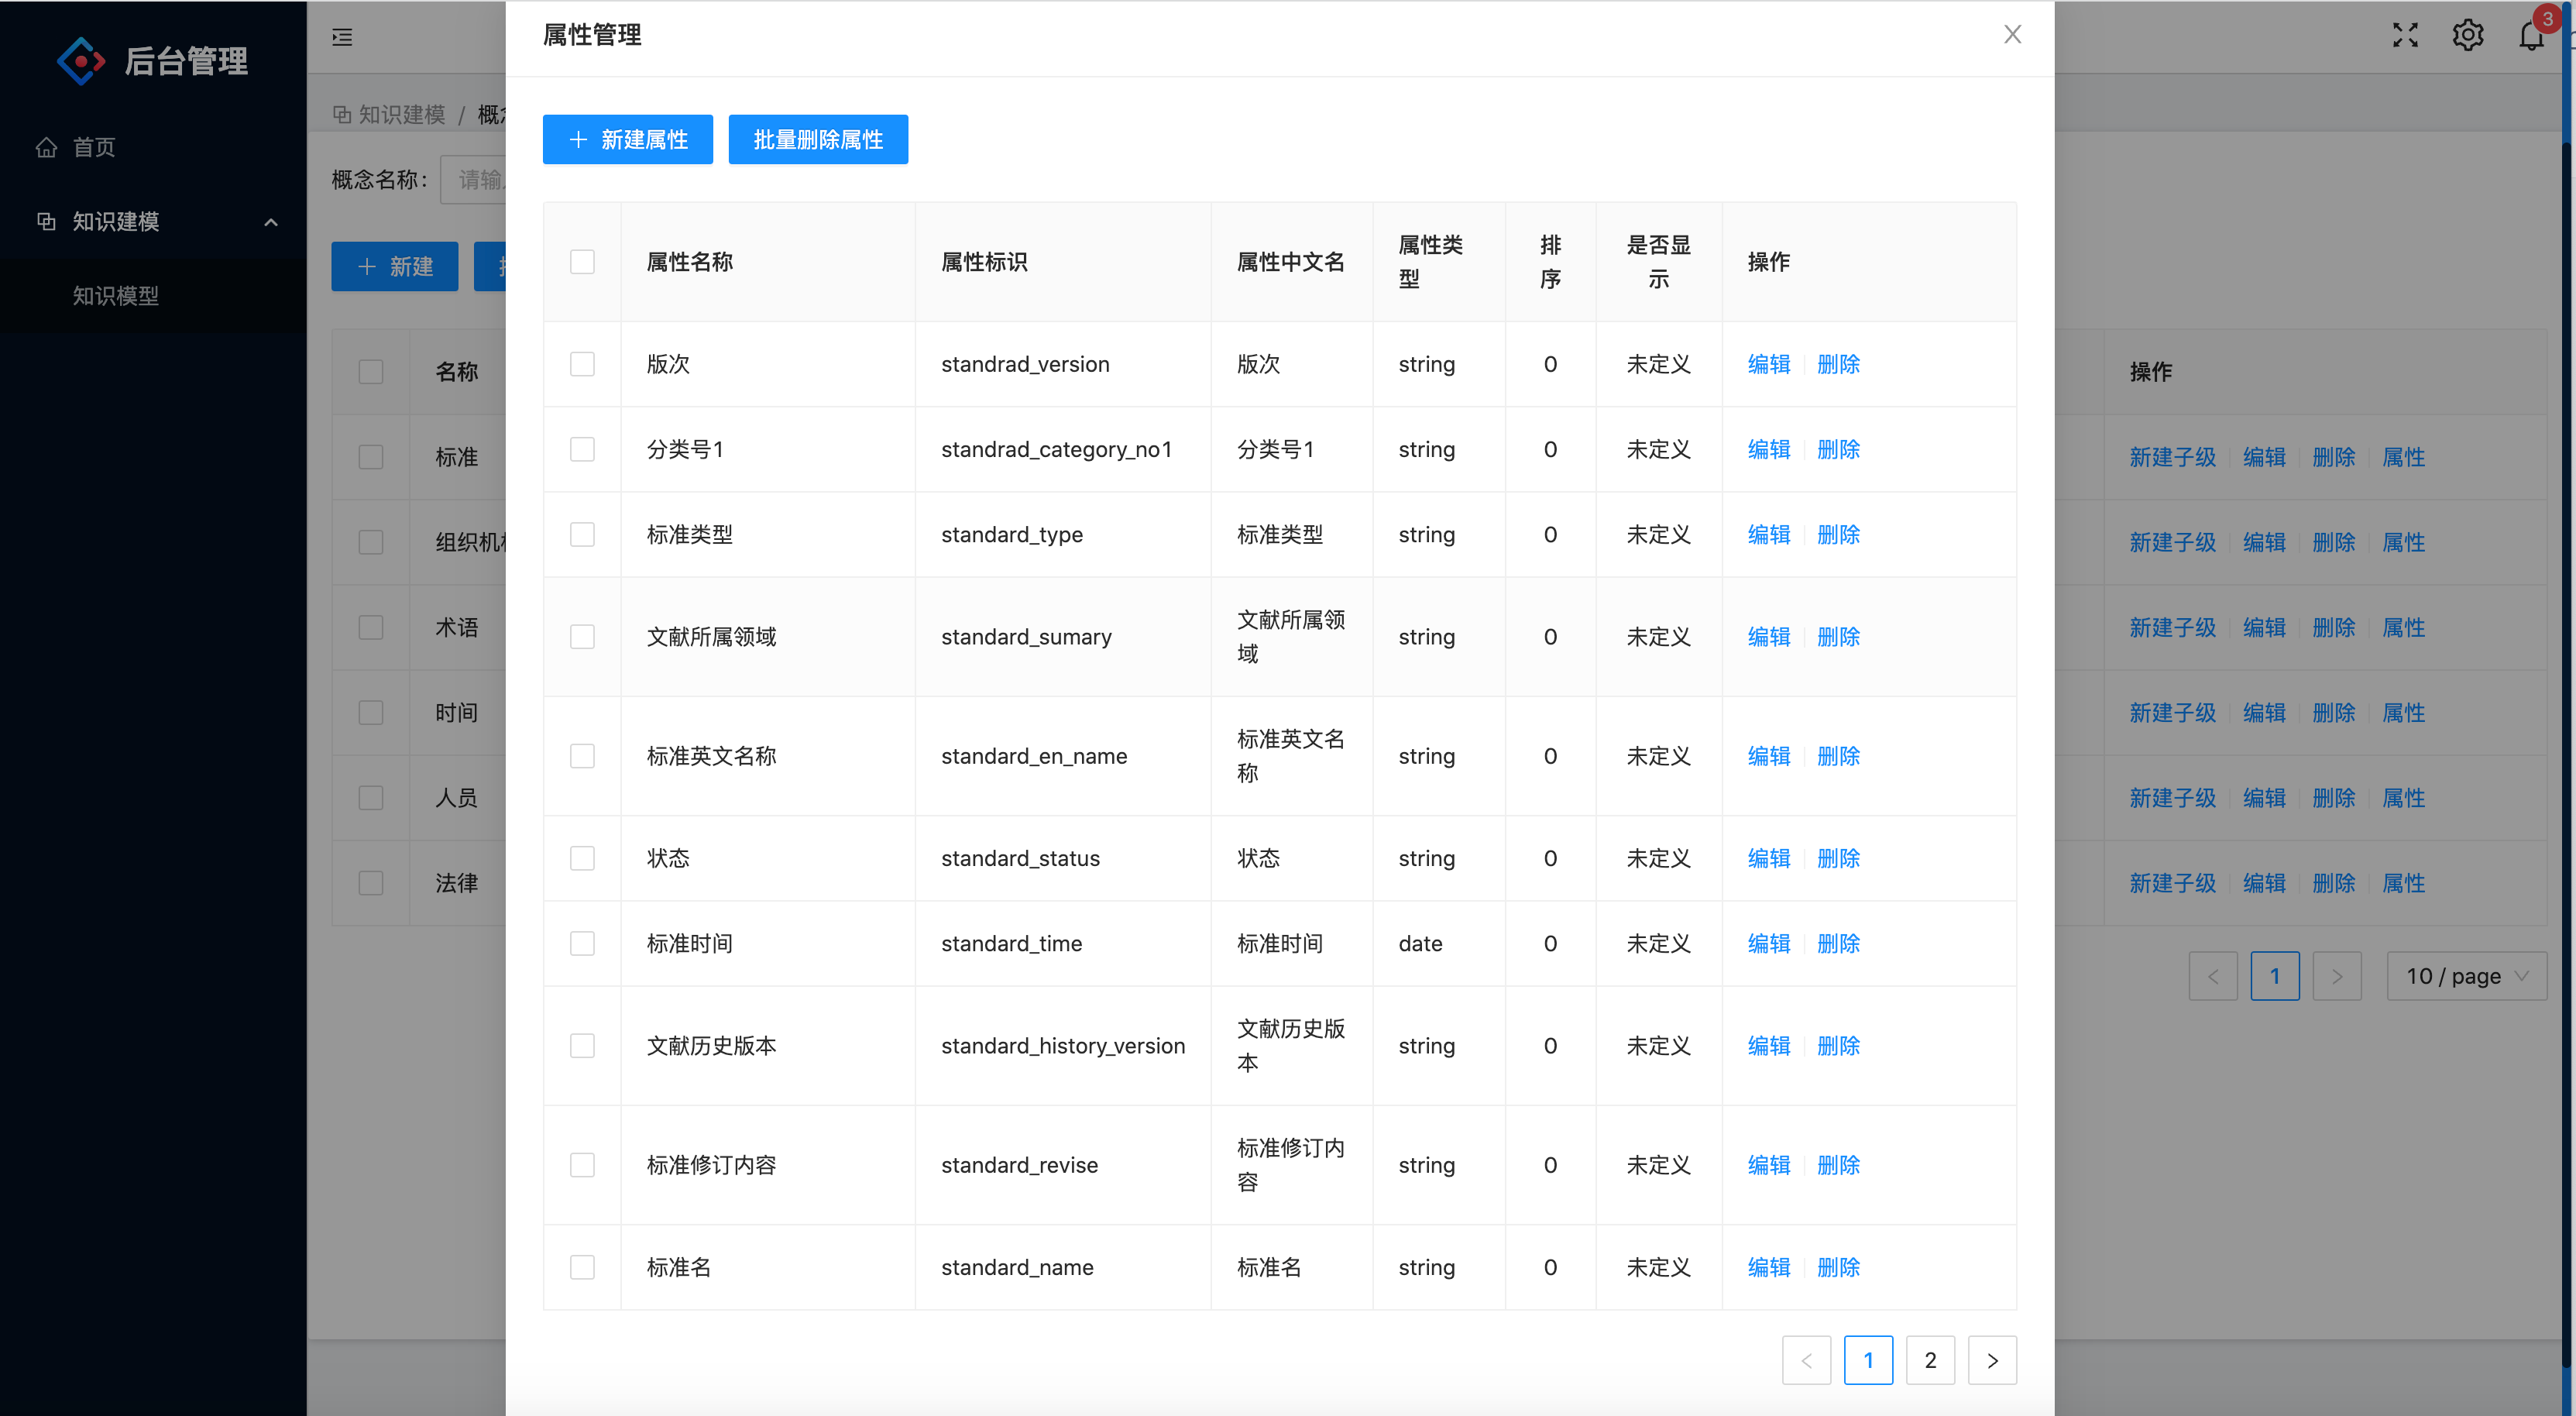 后台管理
首页
知识建模
知识模型
3
知识建模 /
概念名称:
请输
新建
名称
操作
标准
新建子级 编辑 删除 属性
组织机
新建子级 编辑 删除 属性
术语
新建子级 编辑 删除 属性
时间
新建子级 编辑 删除 属性
人员
新建子级 编辑 删除 属性
法律
新建子级 编辑 删除 属性
1
10 / page
属性管理
新建属性 批量删除属性
属性名称 属性标识 属性中文名 属性类型 排序 是否显示 操作
版次 standrad_version 版次 string 0 未定义 编辑 删除
分类号1 standrad_category_no1 分类号1 string 0 未定义 编辑 删除
标准类型 standard_type 标准类型 string 0 未定义 编辑 删除
文献所属领域 standard_sumary 文献所属领域 string 0 未定义 编辑 删除
标准英文名称 standard_en_name 标准英文名称 string 0 未定义 编辑 删除
状态 standard_status 状态 string 0 未定义 编辑 删除
标准时间 standard_time 标准时间 date 0 未定义 编辑 删除
文献历史版本 standard_history_version 文献历史版本 string 0 未定义 编辑 删除
标准修订内容 standard_revise 标准修订内容 string 0 未定义 编辑 删除
标准名 standard_name 标准名 string 0 未定义 编辑 删除
1 2